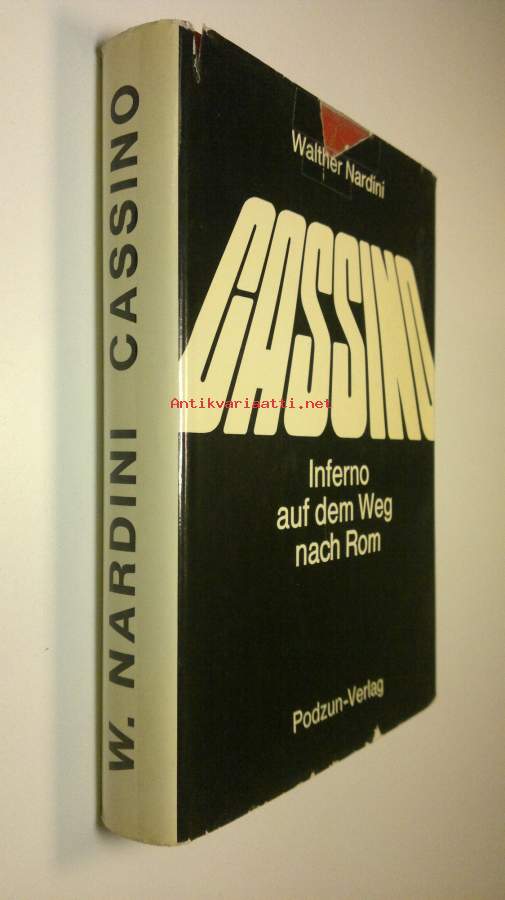 W. NARDINI CASSINO
Walther Nardini
CASSINO
Antikvariaatti.net
Inferno
auf dem Weg
nach Rom
Podzun-Verlag